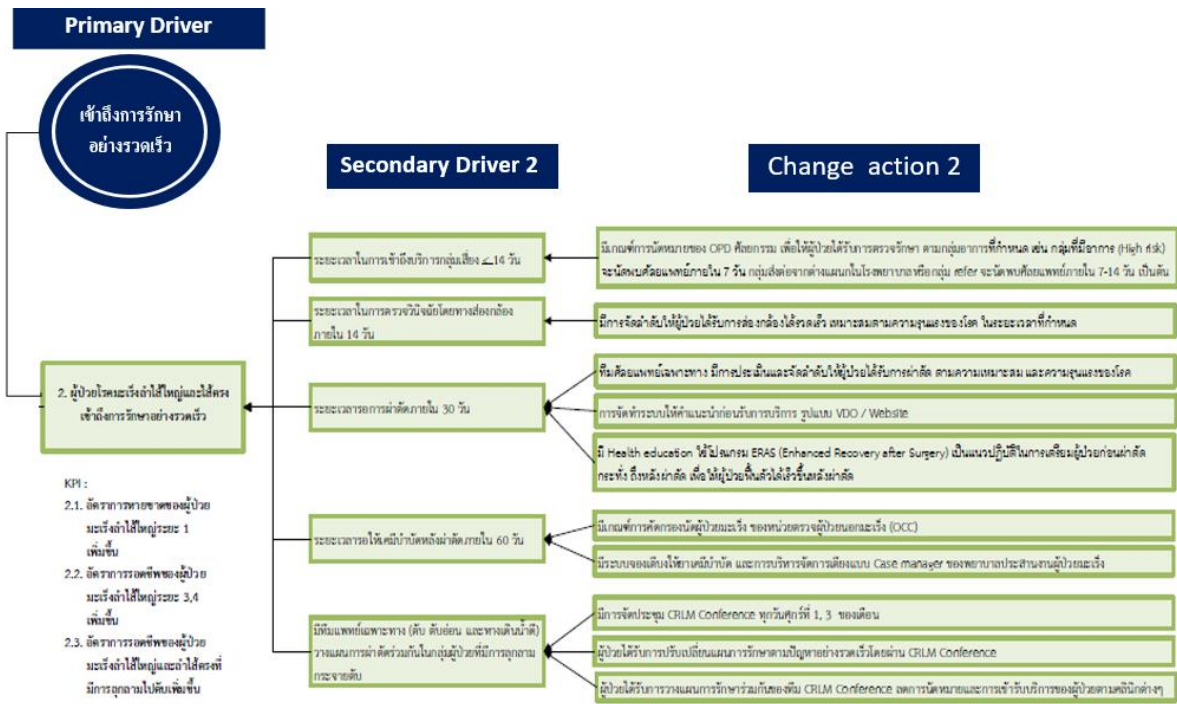 Primary Driver
เข้าถึงการรักษา
อย่างรวดเร็ว
Secondary Driver 2
Change action 2
ระยะเวลาในการเข้าถึงบริการกลุ่มเสี่ยง ≤14 วัน
มีเกณฑ์การนัดหมายของ OPD ศัลยกรรม เพื่อให้ผู้ป่วยได้รับการตรวจรักษา ตามกลุ่มอาการที่กำหนด เช่น กลุ่มที่มีอาการ (High risk)
จะนัดพบศัลยแพทย์ภายใน 7 วัน กลุ่มส่งต่อจากต่างแผนกในโรงพยาบาลหรือกลุ่ม refer จะนัดพบศัลยแพทย์ภายใน 7-14 วัน เป็นต้น
ระยะเวลาในการตรวจวินิจฉัยโดยทางส่องกล้อง
ภายใน 14 วัน
มีการจัดลำดับให้ผู้ป่วยได้รับการส่องกล้องได้รวดเร็ว เหมาะสมตามความรุนแรงของโรค ในระยะเวลาที่กำหนด
2. ผู้ป่วยโรคมะเร็งลำไส้ใหญ่และไส้ตรง
เข้าถึงการรักษาอย่างรวดเร็ว
ระยะเวลารอการผ่าตัดภายใน 30 วัน
ทีมศัลยแพทย์เฉพาะทาง มีการประเมินและจัดลำดับให้ผู้ป่วยได้รับการผ่าตัด ตามความเหมาะสม และความรุนแรงของโรค
การจัดทำระบบให้คำแนะนำก่อนรับการบริการ รูปแบบ VDO / Website
มี Health education ใช้โปรแกรม ERAS (Enhanced Recovery after Surgery) เป็นแนวปฏิบัติในการเตรียมผู้ป่วยก่อนผ่าตัด
กระทั่ง ถึงหลังผ่าตัด เพื่อให้ผู้ป่วยฟื้นตัวได้เร็วขึ้นหลังผ่าตัด
KPI :
2.1. อัตราการหายขาดของผู้ป่วย
มะเร็งลำไส้ใหญ่ระยะ 1
เพิ่มขึ้น
2.2. อัตราการรอดชีพของผู้ป่วย
มะเร็งลำไส้ใหญ่ระยะ 3,4
เพิ่มขึ้น
2.3. อัตราการรอดชีพของผู้ป่วย
มะเร็งลำไส้ใหญ่และลำไส้ตรงที่
มีการลุกลามไปตับเพิ่มขึ้น
ระยะเวลารอให้เคมีบำบัดหลังผ่าตัดภายใน 60 วัน
มีเกณฑ์การคัดกรองนัดผู้ป่วยมะเร็ง ของหน่วยตรวจผู้ป่วยนอกมะเร็ง (OCC)
มีระบบจองเตียงให้ยาเคมีบำบัด และการบริหารจัดการเตียงแบบ Case manager ของพยาบาลประสานงานผู้ป่วยมะเร็ง
มีทีมแพทย์เฉพาะทาง (ตับ ตับอ่อน และทางเดินน้ำดี)
วางแผนการผ่าตัดร่วมกันในกลุ่มผู้ป่วยที่มีการลุกลาม
กระจายตับ
มีการจัดประชุม CRLM Conference ทุกวันศุกร์ที่ 1, 3 ของเดือน
ผู้ป่วยได้รับการปรับเปลี่ยนแผนการรักษาตามปัญหาอย่างรวดเร็วโดยผ่าน CRLM Conference
ผู้ป่วยได้รับการวางแผนการรักษาร่วมกันของทีม CRLM Conference ลดการนัดหมายและการเข้ารับบริการของผู้ป่วยตามคลินิกต่างๆ